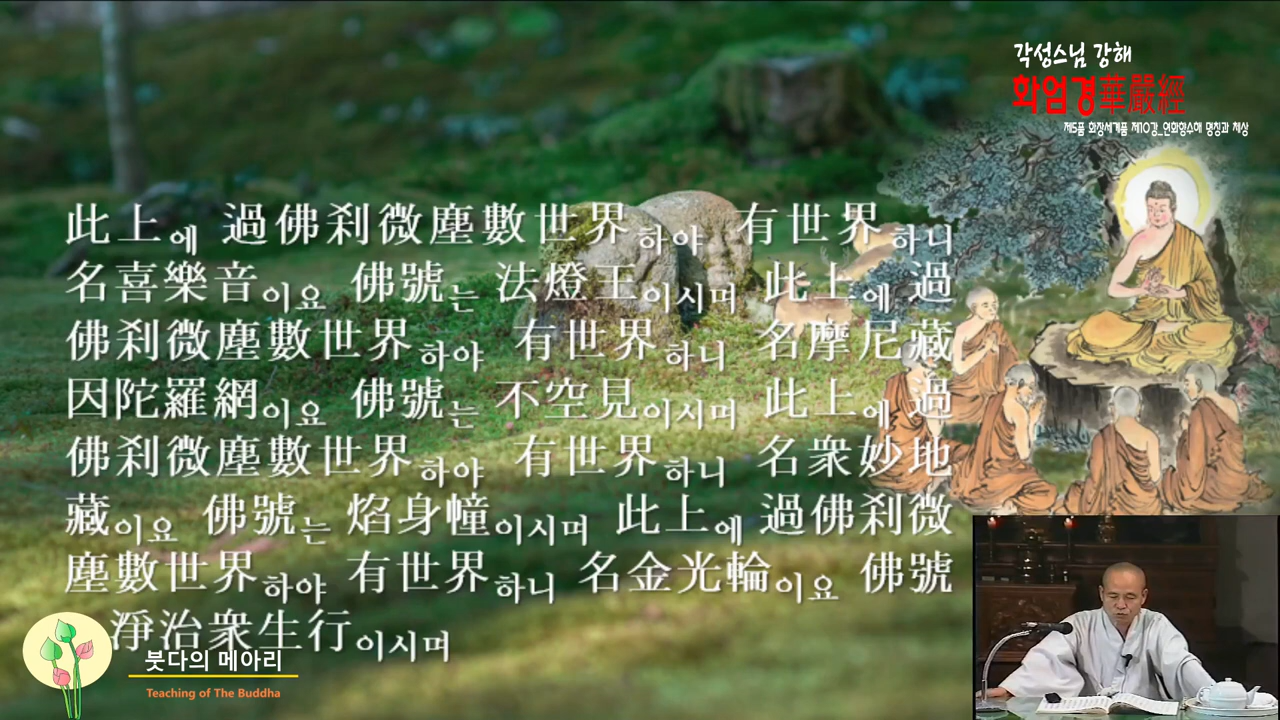 각성스님 강해
화엄경華嚴經
제5품 화장세계품 제10강_연화향수해 명칭과 체상
此上에 過佛刹微塵數世界하야 有世界하니
名喜樂音이요 佛號는 法燈王이시며 此上에 過
佛刹微塵數世界하야 有世界하니 名摩尼藏
因陀羅網이요 佛號는 不空見이시며 此上에 過
佛刹微塵數世界하야 有世界하니 名衆妙地
藏이요 佛號는 焰身幢이시며 此上에 過佛刹微
塵數世界하야 有世界하니 名金光輪이요 佛號
淨治衆生行이시며
붓다의 메아리
Teaching of The Buddha